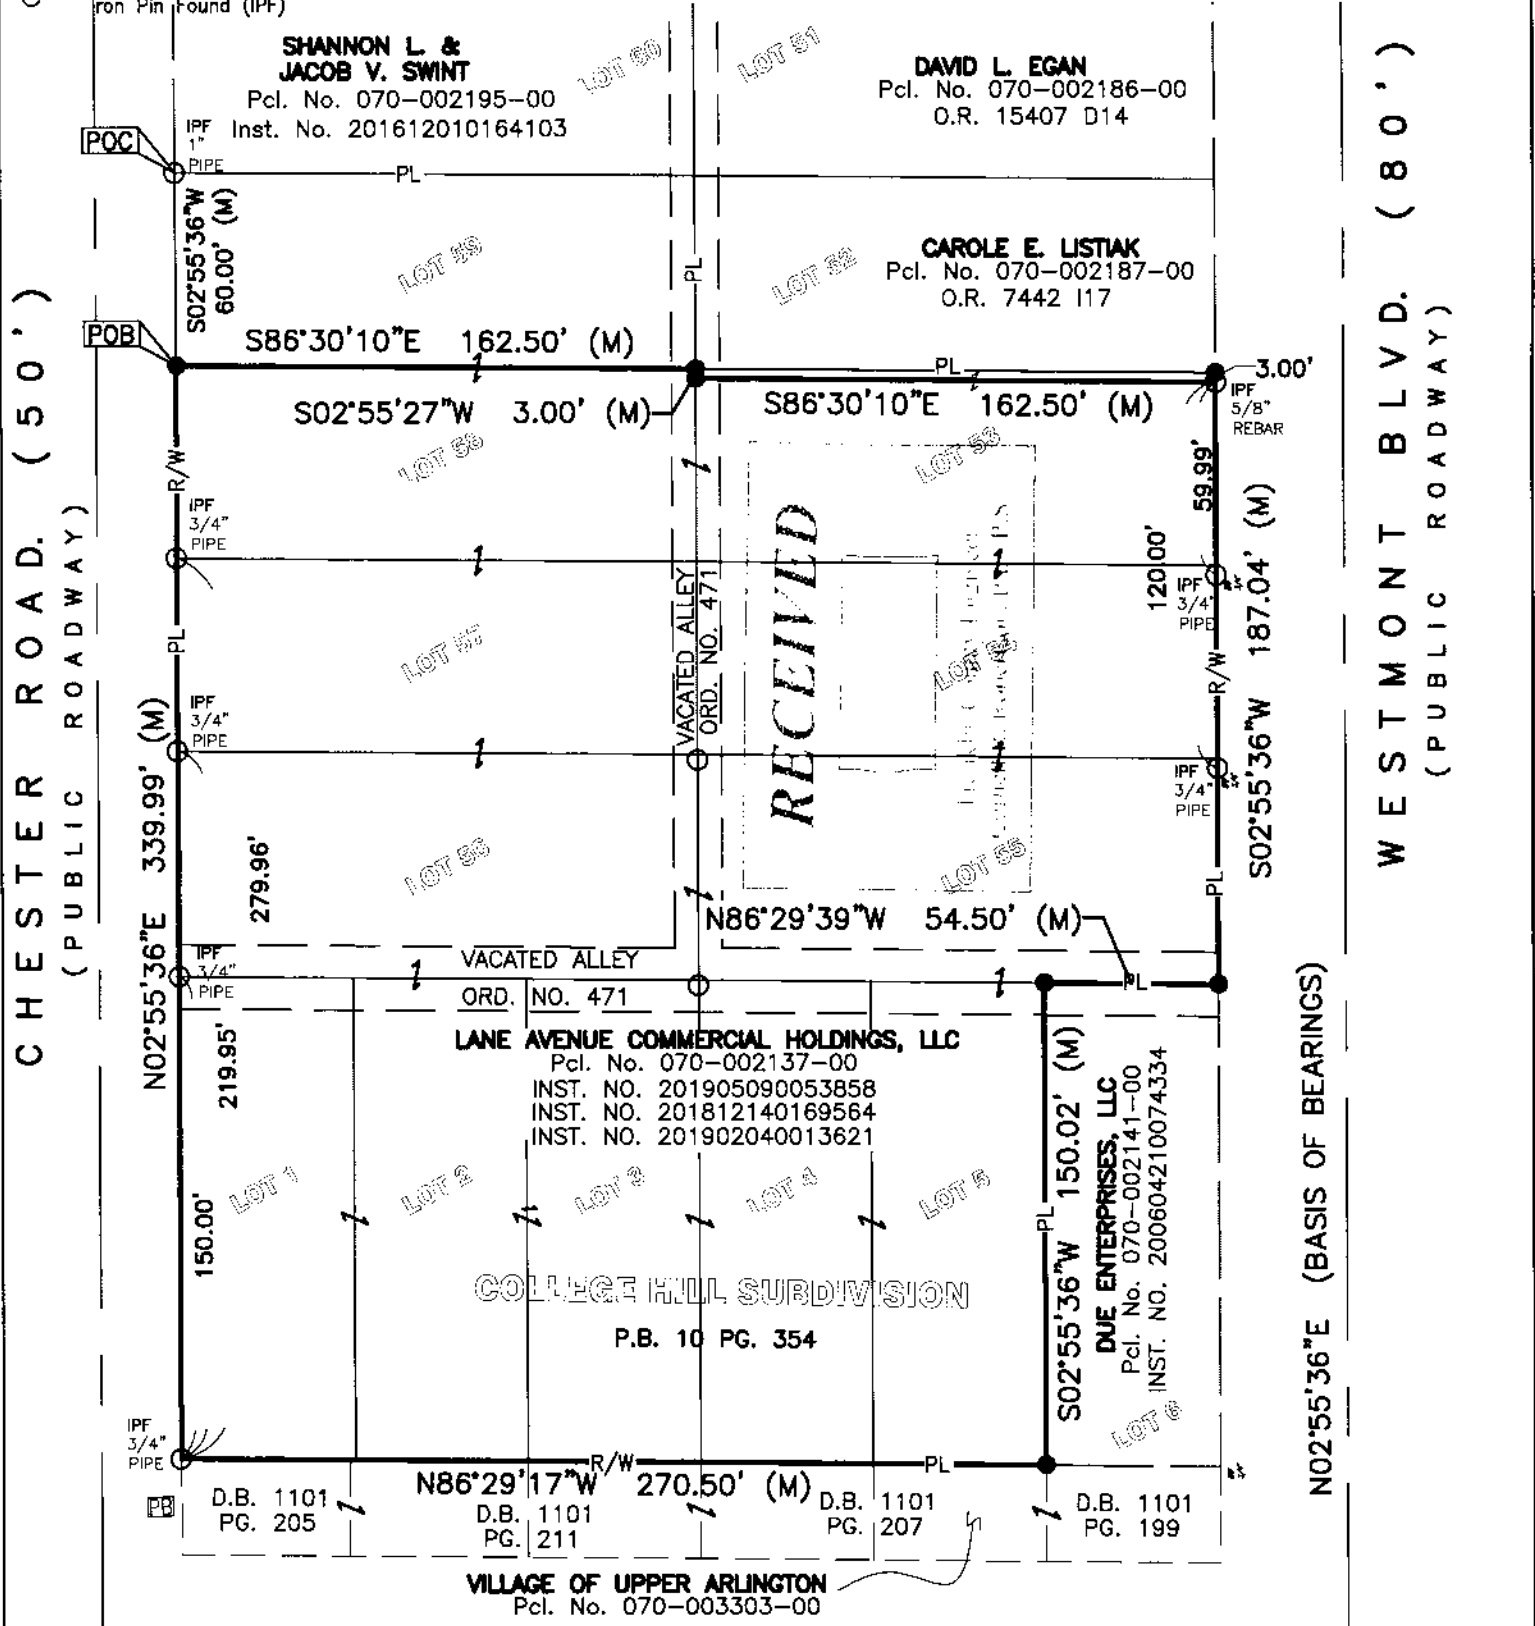 ron Pin Found (IPF)
SHANNON L. &
JACOB V. SWINT
Pcl. No. 070-002195-00
Inst. No. 201612010164103
LOT 60
LOT 51
DAVID L. EGAN
Pcl. No. 070-002186-00
O.R. 15407 D14
POC
IPF
1"
PIPE
PL
S02°55'36"W
60.00' (M)
LOT 59
PL
LOT 52
CAROLE E. LISTIAK
Pcl. No. 070-002187-00
O.R. 7442 I17
POB
S86°30'10"E 162.50' (M)
PL
3.00'
IPF
5/8"
REBAR
S02°55'27"W 3.00' (M)
S86°30'10"E 162.50' (M)
R/W
LOT 58
LOT 53
59.99'
IPF
3/4"
PIPE
120.00'
IPF
3/4"
PIPE
VACATED ALLEY
ORD. NO. 471
RECEIVED
PL
LOT 57
LOT 54
R/W
S02°55'36"W 187.04' (M)
IPF
3/4"
PIPE
IPF
3/4"
PIPE
N02°55'36"E 339.99' (M)
279.96'
LOT 56
LOT 55
PL
N86°29'39"W 54.50' (M)
CHESTER ROAD. (50')
(PUBLIC ROADWAY)
WESTMONT BLVD. (80')
(PUBLIC ROADWAY)
IPF
3/4"
PIPE
VACATED ALLEY
ORD. NO. 471
PL
219.95'
LANE AVENUE COMMERCIAL HOLDINGS, LLC
Pcl. No. 070-002137-00
INST. NO. 201905090053858
INST. NO. 201812140169564
INST. NO. 201902040013621
LOT 1
LOT 2
LOT 3
LOT 4
LOT 5
150.00'
PL
S02°55'36"W 150.02' (M)
DUE ENTERPRISES, LLC
Pcl. No. 070-002141-00
INST. NO. 200604210074334
N02°55'36"E (BASIS OF BEARINGS)
COLLEGE HILL SUBDIVISION
P.B. 10 PG. 354
LOT 6
IPF
3/4"
PIPE
R/W
PL
N86°29'17"W 270.50' (M)
PB
D.B. 1101
PG. 205
D.B. 1101
PG. 211
D.B. 1101
PG. 207
D.B. 1101
PG. 199
VILLAGE OF UPPER ARLINGTON
Pcl. No. 070-003303-00